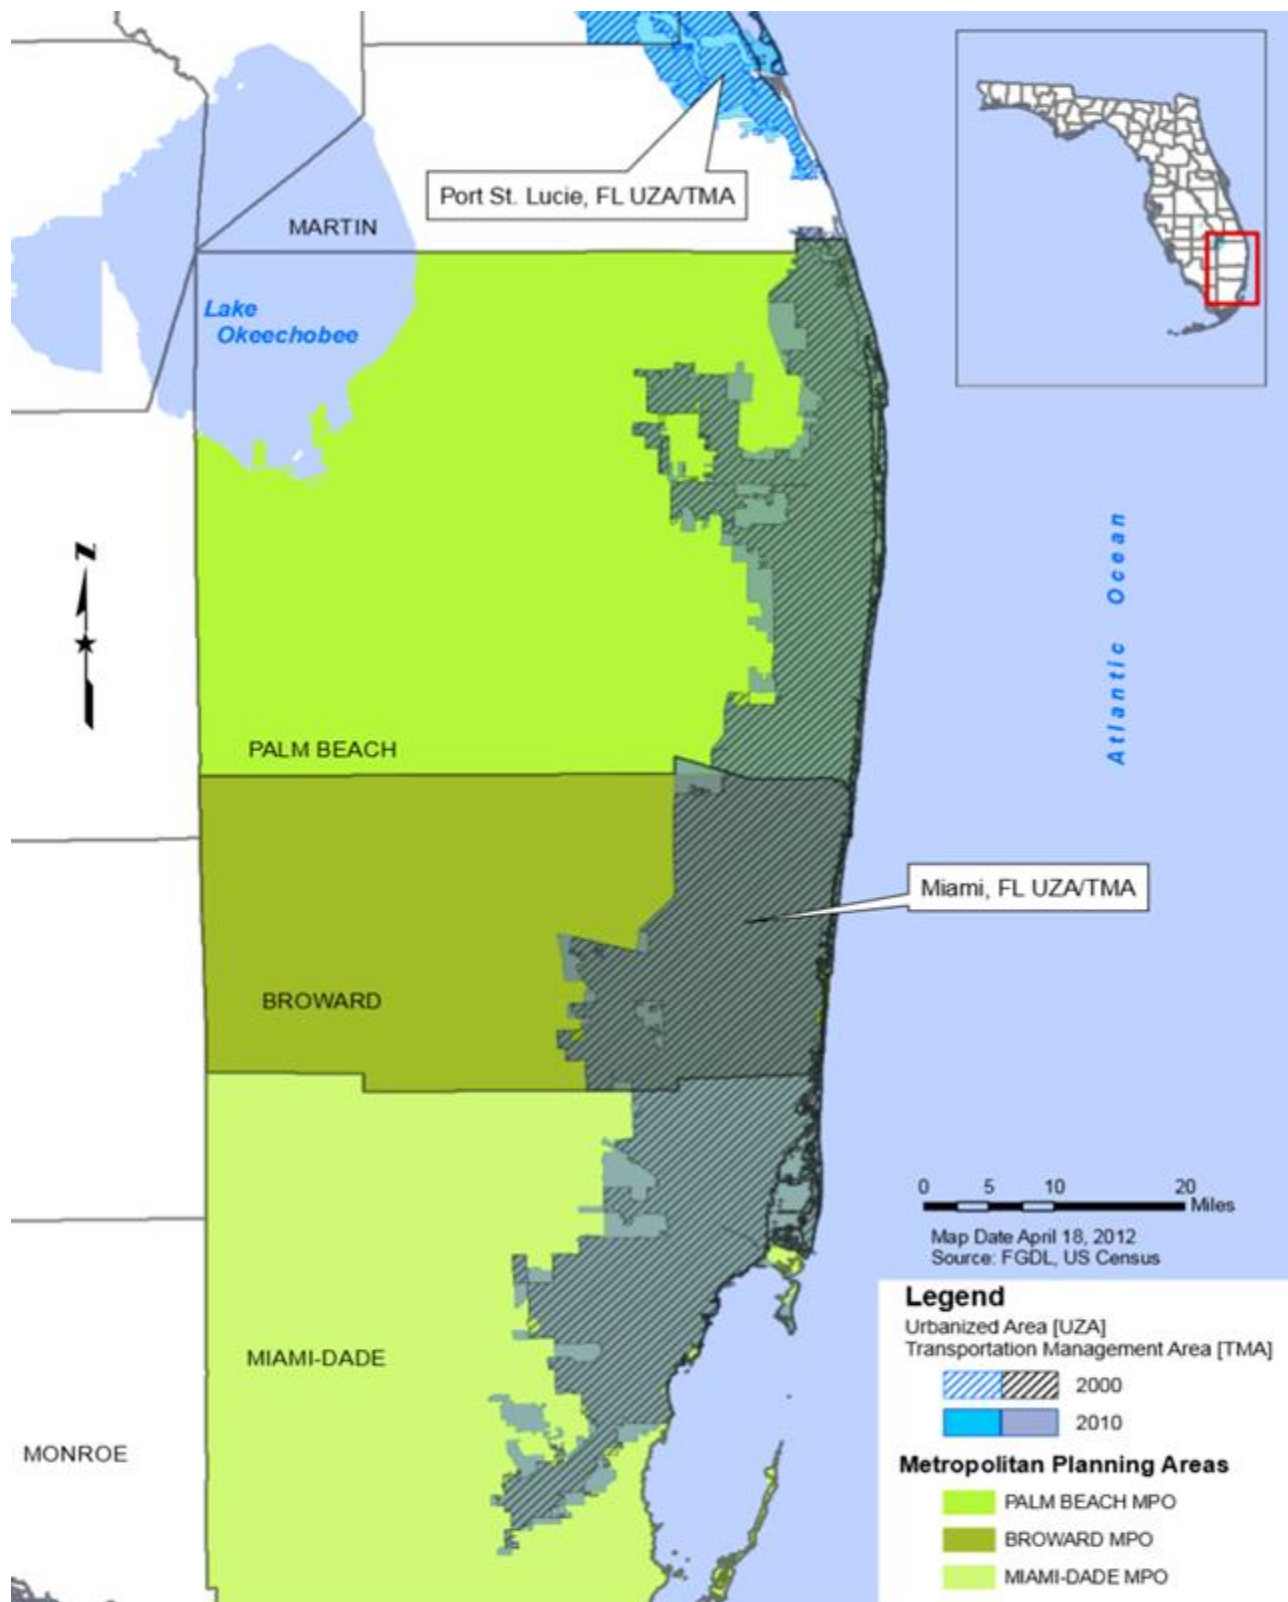 Port St. Lucie, FL UZA/TMA
MARTIN
Lake
Okeechobee
N
Atlantic Ocean
PALM BEACH
Miami, FL UZA/TMA
BROWARD
0 5 10 20
Miles
Map Date April 18, 2012
Source: FGDL, US Census
MIAMI-DADE
MONROE
Legend
Urbanized Area [UZA]
Transportation Management Area [TMA]
2000
2010
Metropolitan Planning Areas
PALM BEACH MPO
BROWARD MPO
MIAMI-DADE MPO